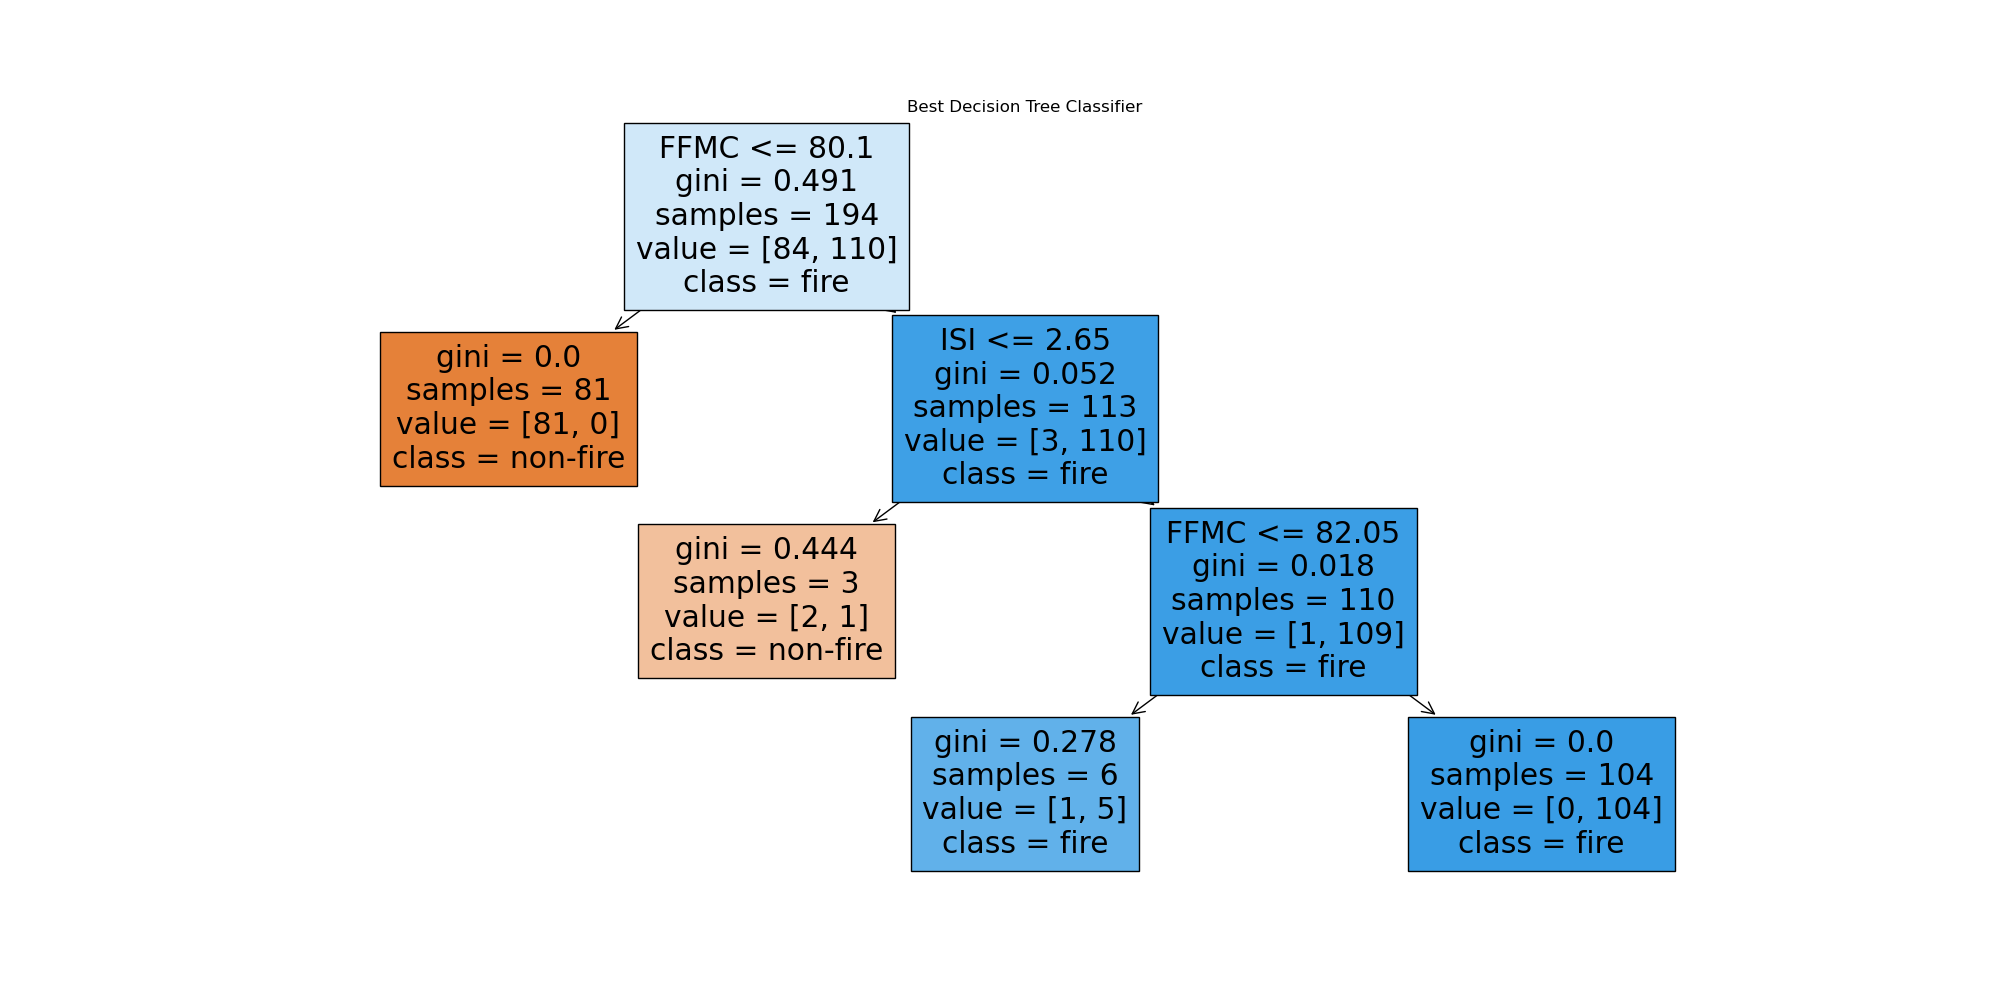 Best Decision Tree Classifier
FFMC <= 80.1
gini = 0.491
samples = 194
value = [84, 110]
class = fire
gini = 0.0
samples = 81
value = [81, 0]
class = non-fire
ISI <= 2.65
gini = 0.052
samples = 113
value = [3, 110]
class = fire
gini = 0.444
samples = 3
value = [2, 1]
class = non-fire
FFMC <= 82.05
gini = 0.018
samples = 110
value = [1, 109]
class = fire
gini = 0.278
samples = 6
value = [1, 5]
class = fire
gini = 0.0
samples = 104
value = [0, 104]
class = fire